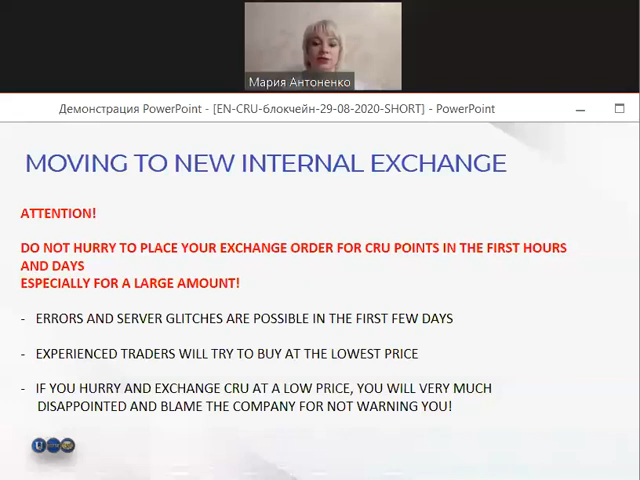 Мария Антоненко
Демонстрация PowerPoint - [EN-CRU-блокчейн-29-08-2020-SHORT] - PowerPoint
MOVING TO NEW INTERNAL EXCHANGE
ATTENTION!
DO NOT HURRY TO PLACE YOUR EXCHANGE ORDER FOR CRU POINTS IN THE FIRST HOURS
AND DAYS
ESPECIALLY FOR A LARGE AMOUNT!
- ERRORS AND SERVER GLITCHES ARE POSSIBLE IN THE FIRST FEW DAYS
- EXPERIENCED TRADERS WILL TRY TO BUY AT THE LOWEST PRICE
- IF YOU HURRY AND EXCHANGE CRU AT A LOW PRICE, YOU WILL VERY MUCH
DISAPPOINTED AND BLAME THE COMPANY FOR NOT WARNING YOU!